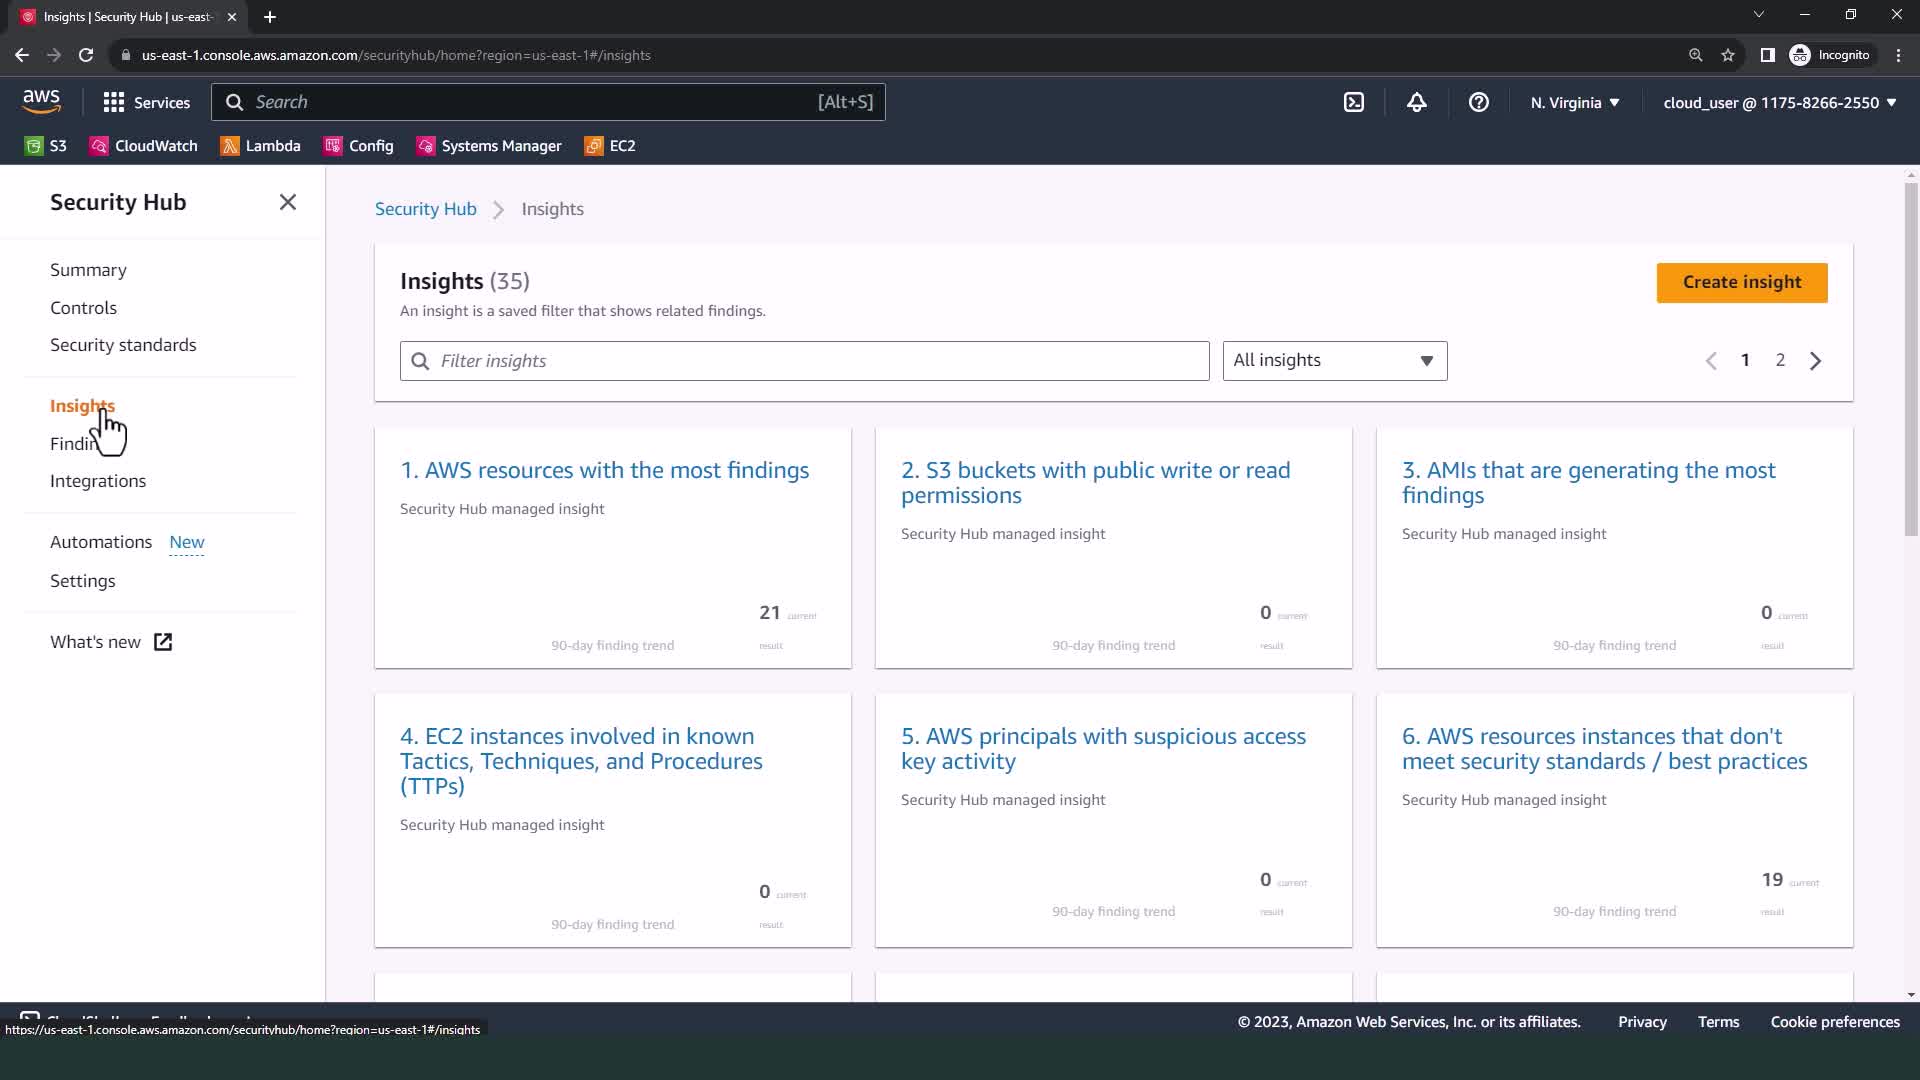 Insights | Security Hub | us-east-
us-east-1.console.aws.amazon.com/securityhub/home?region=us-east-1#/insights
Incognito
aws
Services
Search
[Alt+S]
N. Virginia
cloud_user @ 1175-8266-2550
S3
CloudWatch
Lambda
Config
Systems Manager
EC2
Security Hub
Summary
Controls
Security standards
Insights
Findin
Integrations
Automations New
Settings
What's new
Security Hub
Insights
Insights (35)
An insight is a saved filter that shows related findings.
Create insight
Filter insights
All insights
1 2
1. AWS resources with the most findings
Security Hub managed insight
21 current
90-day finding trend
result
2. S3 buckets with public write or read
permissions
Security Hub managed insight
0 current
90-day finding trend
result
3. AMIs that are generating the most
findings
Security Hub managed insight
0 current
90-day finding trend
result
4. EC2 instances involved in known
Tactics, Techniques, and Procedures
(TTPs)
Security Hub managed insight
0 current
90-day finding trend
result
5. AWS principals with suspicious access
key activity
Security Hub managed insight
0 current
90-day finding trend
result
6. AWS resources instances that don't
meet security standards / best practices
Security Hub managed insight
19 current
90-day finding trend
result
https://us-east-1.console.aws.amazon.com/securityhub/home?region=us-east-1#/insights
© 2023, Amazon Web Services, Inc. or its affiliates.
Privacy
Terms
Cookie preferences